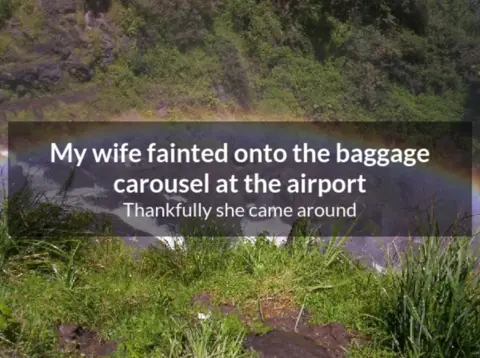 My wife fainted onto the baggage
carousel at the airport
Thankfully she came around